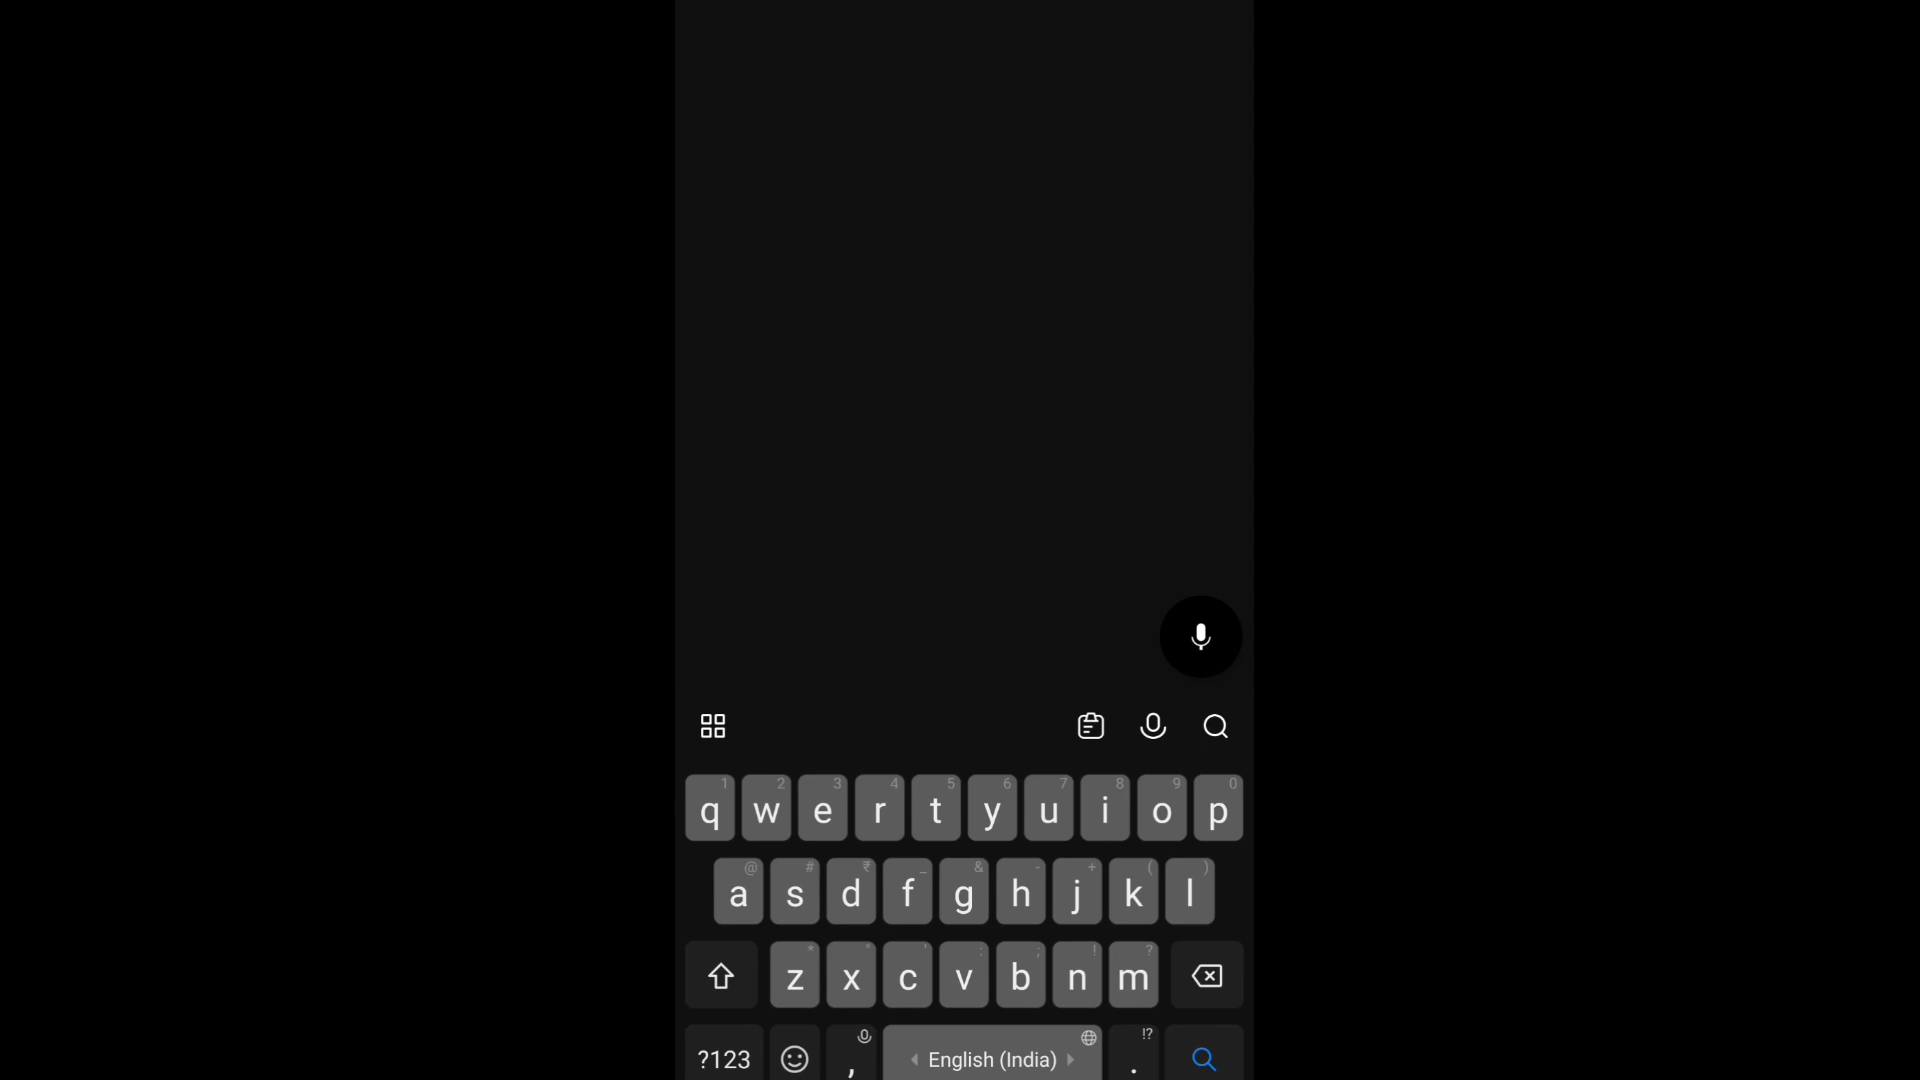 1 2 3 4 5 6 7 8 9 0
q w e r t y u i o p
@ # ₹ _ & - + ( )
a s d f g h j k l
* " ' : ; ! ?
z x c v b n m
!?
?123 , English (India) .